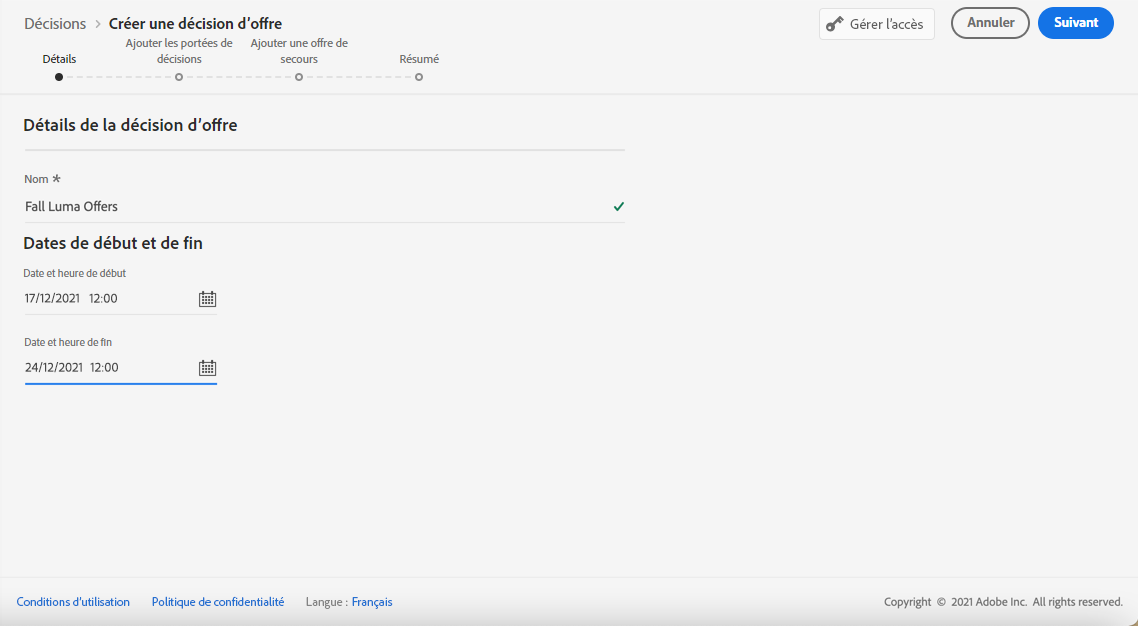 Décisions > Créer une décision d’offre
Gérer l’accès
Annuler
Suivant
Détails
Ajouter les portées de
décisions
Ajouter une offre de
secours
Résumé
Détails de la décision d’offre
Nom *
Fall Luma Offers
Dates de début et de fin
Date et heure de début
17/12/2021 12:00
Date et heure de fin
24/12/2021 12:00
Conditions d’utilisation Politique de confidentialité Langue : Français
Copyright © 2021 Adobe Inc. All rights reserved.